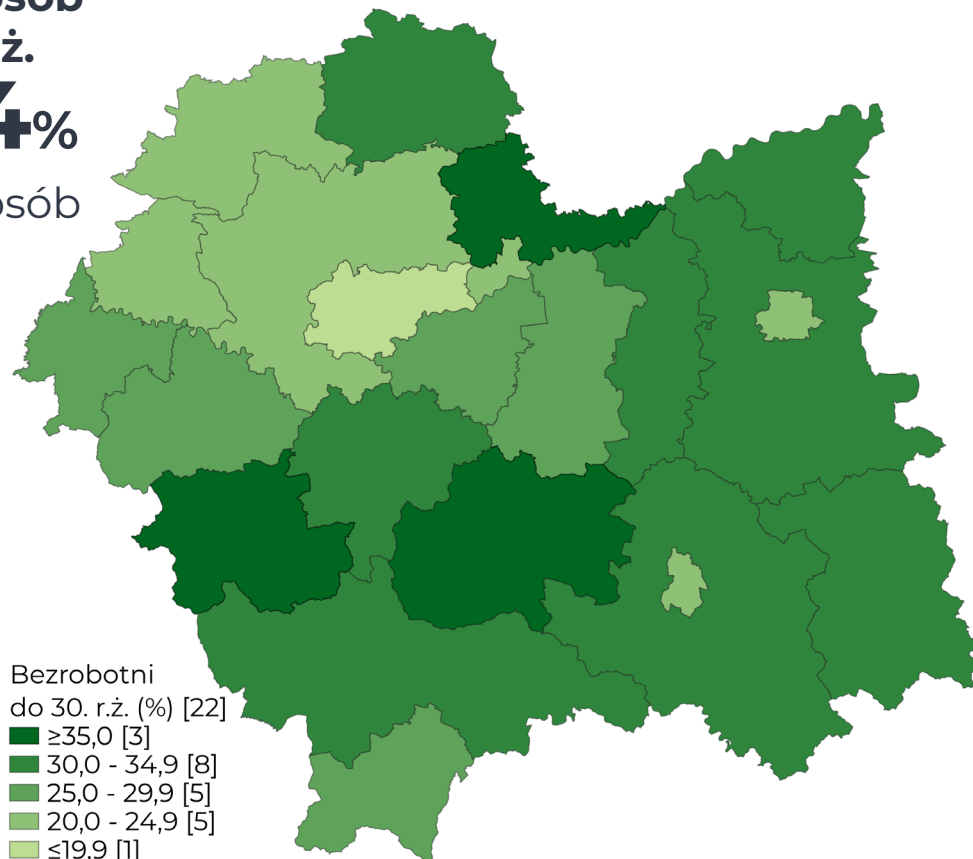 osób
ż.
4%
osób
Bezrobotni
do 30. r.ż. (%) [22]
≥35,0 [3]
30,0 - 34,9 [8]
25,0 - 29,9 [5]
20,0 - 24,9 [5]
≤19,9 [1]